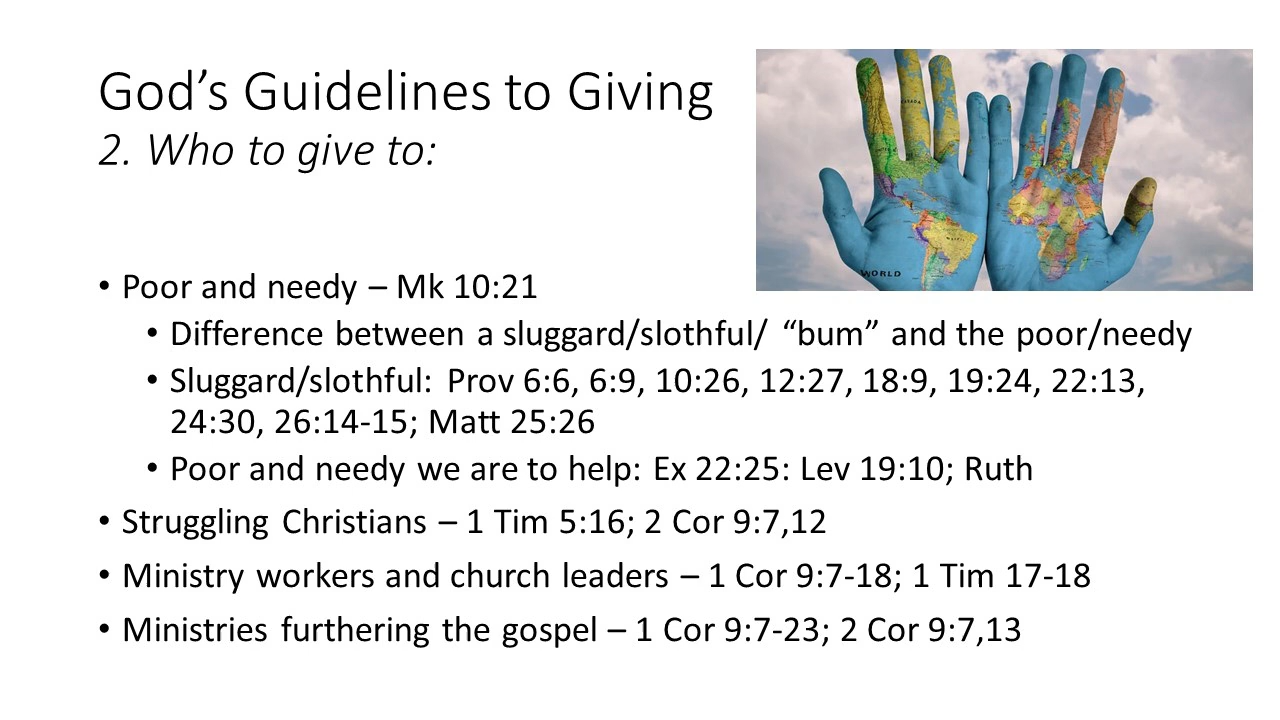 God’s Guidelines to Giving
2. Who to give to:
CANADA
WORLD
• Poor and needy – Mk 10:21
• Difference between a sluggard/slothful/ “bum” and the poor/needy
• Sluggard/slothful: Prov 6:6, 6:9, 10:26, 12:27, 18:9, 19:24, 22:13,
24:30, 26:14-15; Matt 25:26
• Poor and needy we are to help: Ex 22:25: Lev 19:10; Ruth
• Struggling Christians – 1 Tim 5:16; 2 Cor 9:7,12
• Ministry workers and church leaders – 1 Cor 9:7-18; 1 Tim 17-18
• Ministries furthering the gospel – 1 Cor 9:7-23; 2 Cor 9:7,13